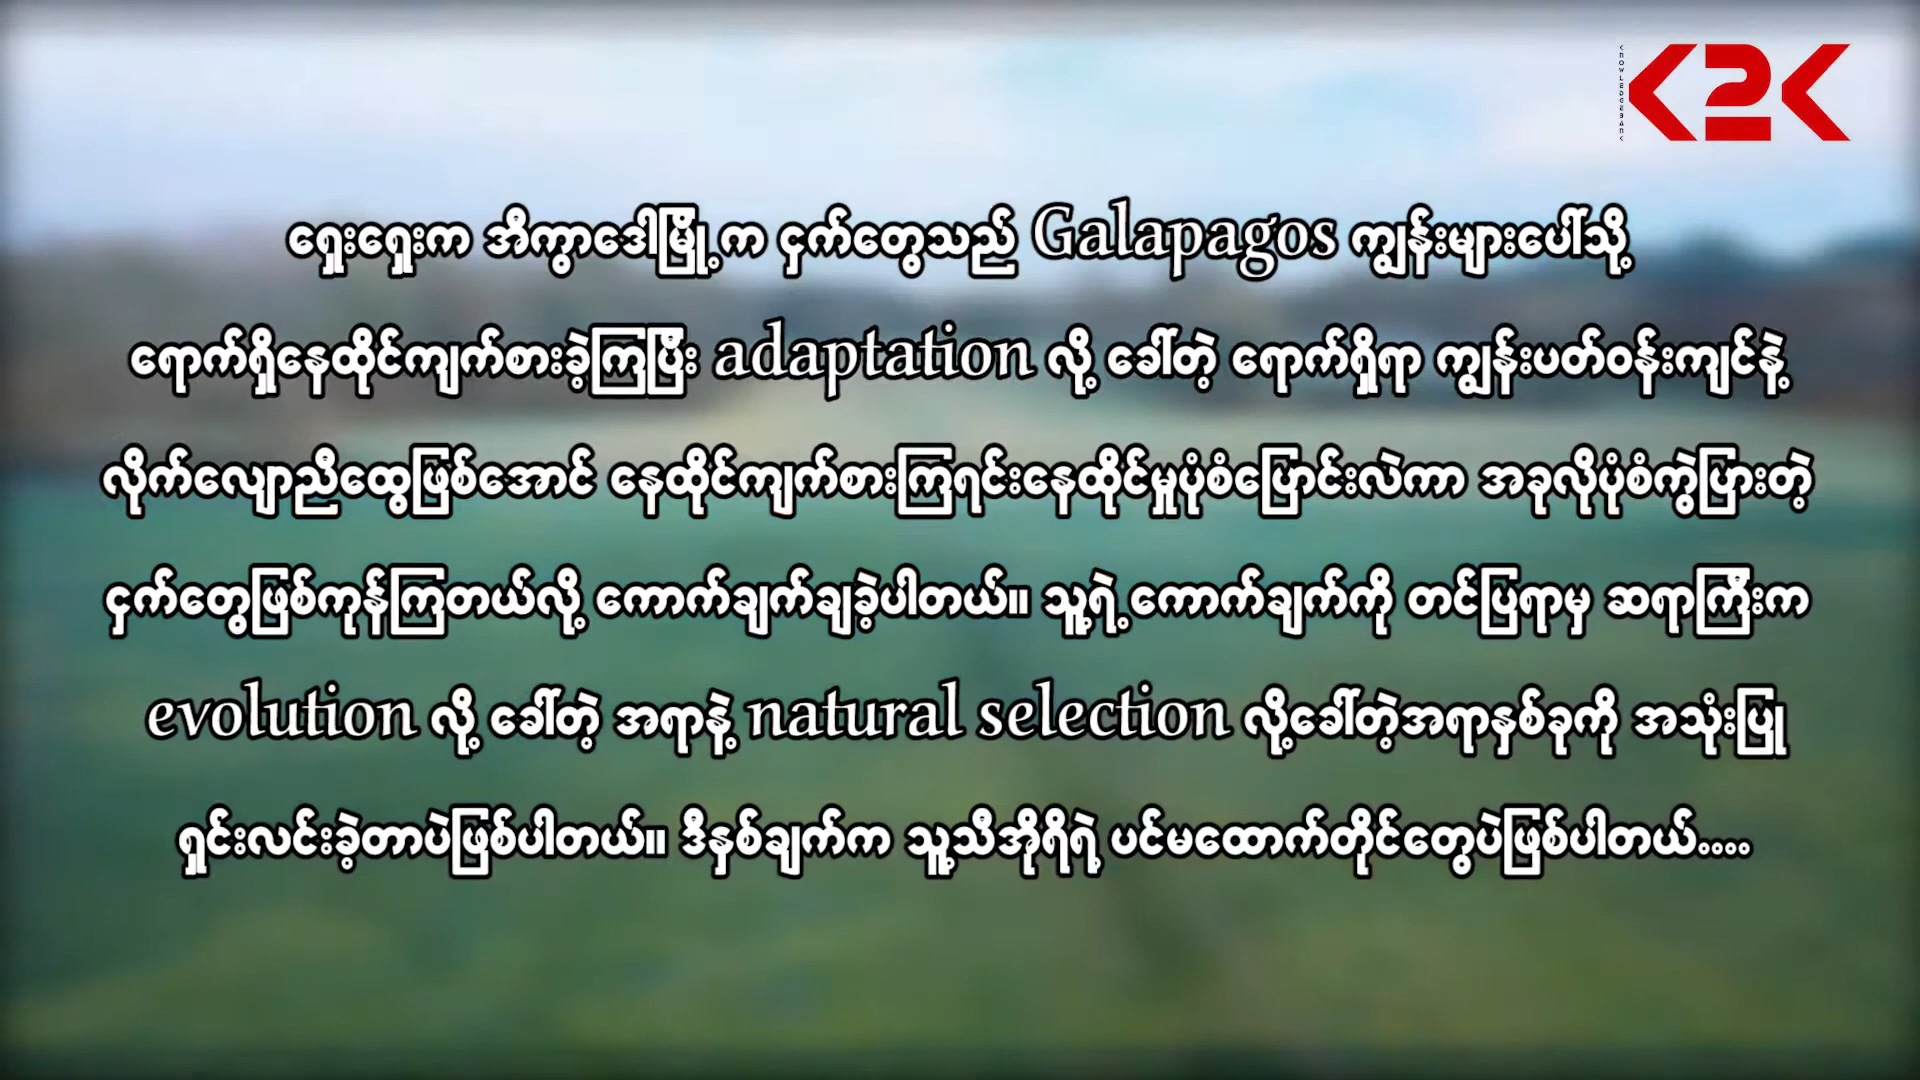 K2K
KNOWLEDGEBANK
ရှေးရှေးက အီကွာဒေါမြို့က ငှက်တွေသည် Galapagos ကျွန်းများပေါ်သို့
ရောက်ရှိနေထိုင်ကျက်စားခဲ့ကြပြီး adaptation လို့ ခေါ်တဲ့ ရောက်ရှိရာ ကျွန်းပတ်ဝန်းကျင်နဲ့
လိုက်လျောညီထွေဖြစ်အောင် နေထိုင်ကျက်စားကြရင်းနေထိုင်မှုပုံစံပြောင်းလဲကာ အခုလိုပုံစံကွဲပြားတဲ့
ငှက်တွေဖြစ်ကုန်ကြတယ်လို့ ကောက်ချက်ချခဲ့ပါတယ်။ သူ့ရဲ့ကောက်ချက်ကို တင်ပြရာမှ ဆရာကြီးက
evolution လို့ ခေါ်တဲ့ အရာနဲ့ natural selection လို့ခေါ်တဲ့အရာနှစ်ခုကို အသုံးပြု
ရှင်းလင်းခဲ့တာပဲဖြစ်ပါတယ်။ ဒီနှစ်ချက်က သူ့သီအိုရီရဲ့ ပင်မထောက်တိုင်တွေပဲဖြစ်ပါတယ်....